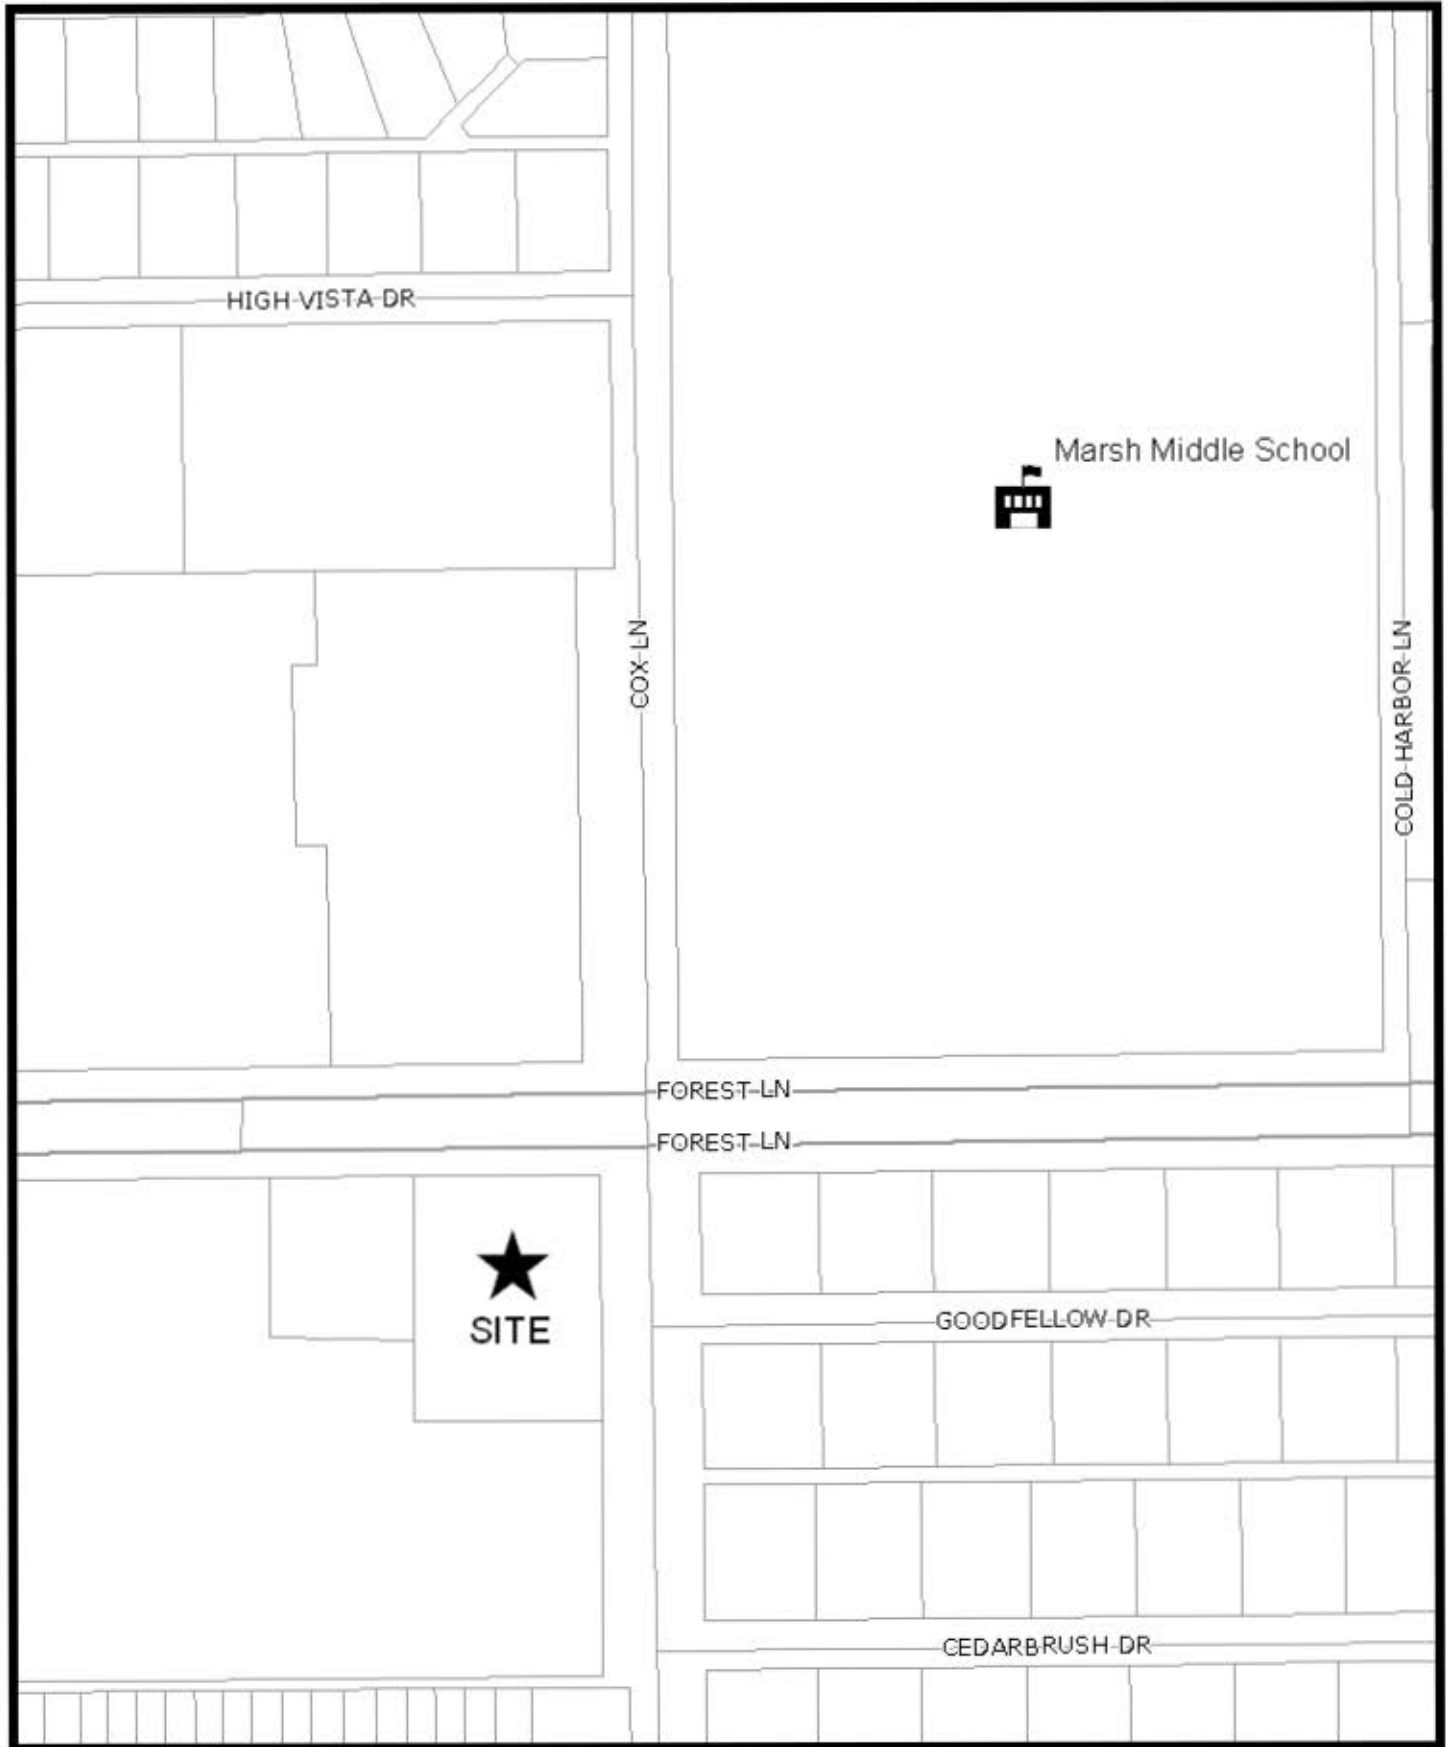 HIGH VISTA DR
Marsh Middle School
COX LN
COLD HARBOR LN
FOREST LN
FOREST LN
SITE
GOODFELLOW DR
CEDARBRUSH DR